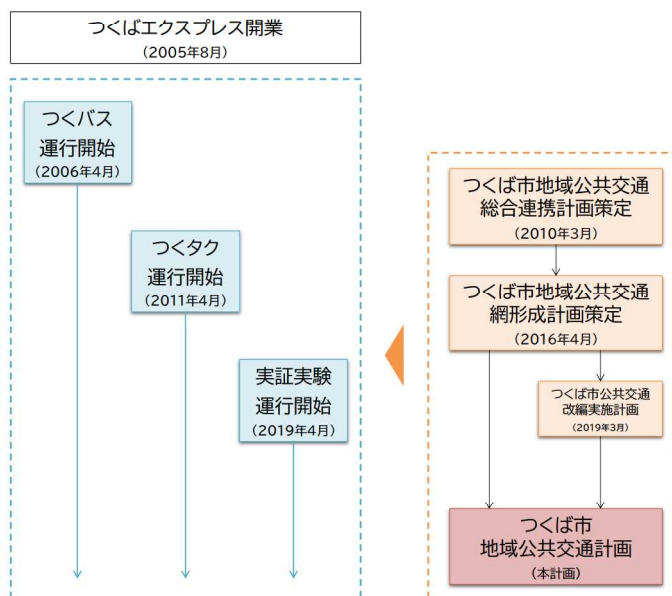 つくばエクスプレス開業
(2005年8月)
つくバス
運行開始
(2006年4月)
つくタク
運行開始
(2011年4月)
実証実験
運行開始
(2019年4月)
つくば市地域公共交通
総合連携計画策定
(2010年3月)
つくば市地域公共交通
網形成計画策定
(2016年4月)
つくば市公共交通
改編実施計画
(2019年3月)
つくば市
地域公共交通計画
(本計画)